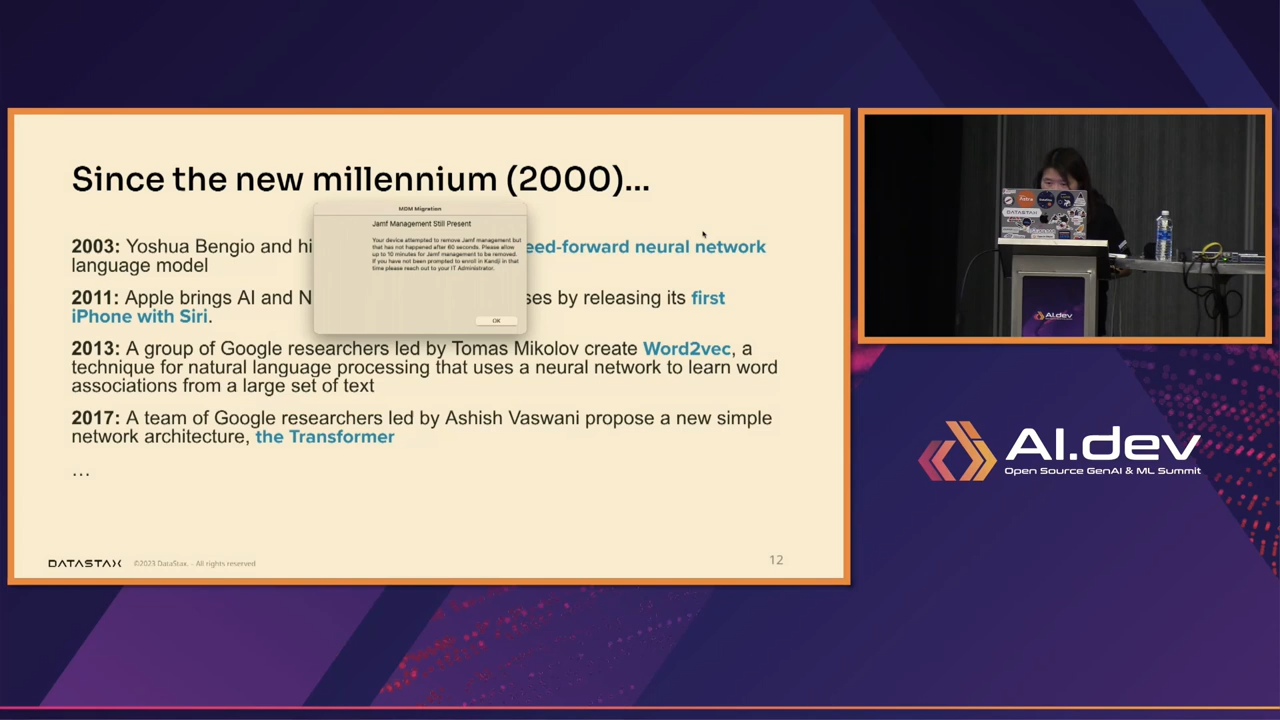 Since the new millennium (2000)...
MDM Migration
Jamf Management Still Present
Your device attempted to remove Jamf management but
that has not happened after 60 seconds. Please allow
up to 10 minutes for Jamf management to be removed.
If you have not been prompted to enroll in Kandji in that
time please reach out to your IT Administrator.
OK
2003: Yoshua Bengio and hi eed-forward neural network
language model
2011: Apple brings AI and N ses by releasing its first
iPhone with Siri.
2013: A group of Google researchers led by Tomas Mikolov create Word2vec, a
technique for natural language processing that uses a neural network to learn word
associations from a large set of text
2017: A team of Google researchers led by Ashish Vaswani propose a new simple
network architecture, the Transformer
...
DATASTAX ©2023 DataStax. - All rights reserved
12
DATASTAX
AI.dev
AI.dev
Open Source GenAI & ML Summit